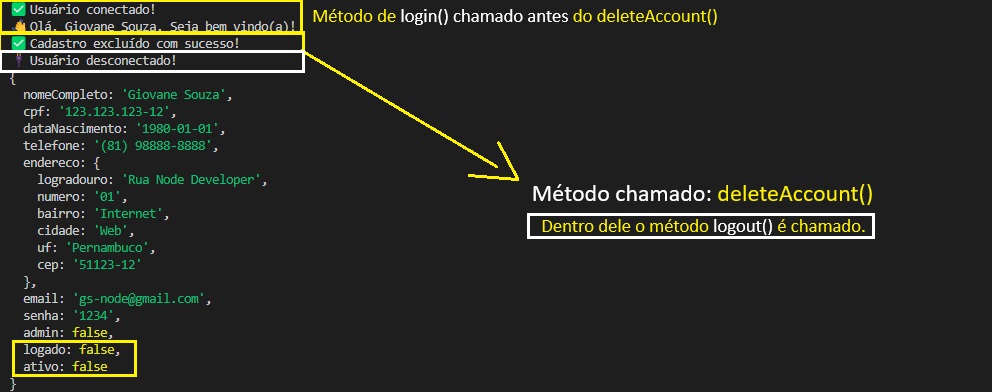 ✅ Usuário conectado!
👋 Olá, Giovane Souza. Seja bem vindo(a)!
✅ Cadastro excluído com sucesso!
Usuário desconectado!
Método de login() chamado antes do deleteAccount()
{
nomeCompleto: 'Giovane Souza',
cpf: '123.123.123-12',
dataNascimento: '1980-01-01',
telefone: '(81) 98888-8888',
endereco: {
logradouro: 'Rua Node Developer',
numero: '01',
bairro: 'Internet',
cidade: 'Web',
uf: 'Pernambuco',
cep: '51123-12'
},
email: 'gs-node@gmail.com',
senha: '1234',
admin: false,
logado: false,
ativo: false
}
Método chamado: deleteAccount()
Dentro dele o método logout() é chamado.